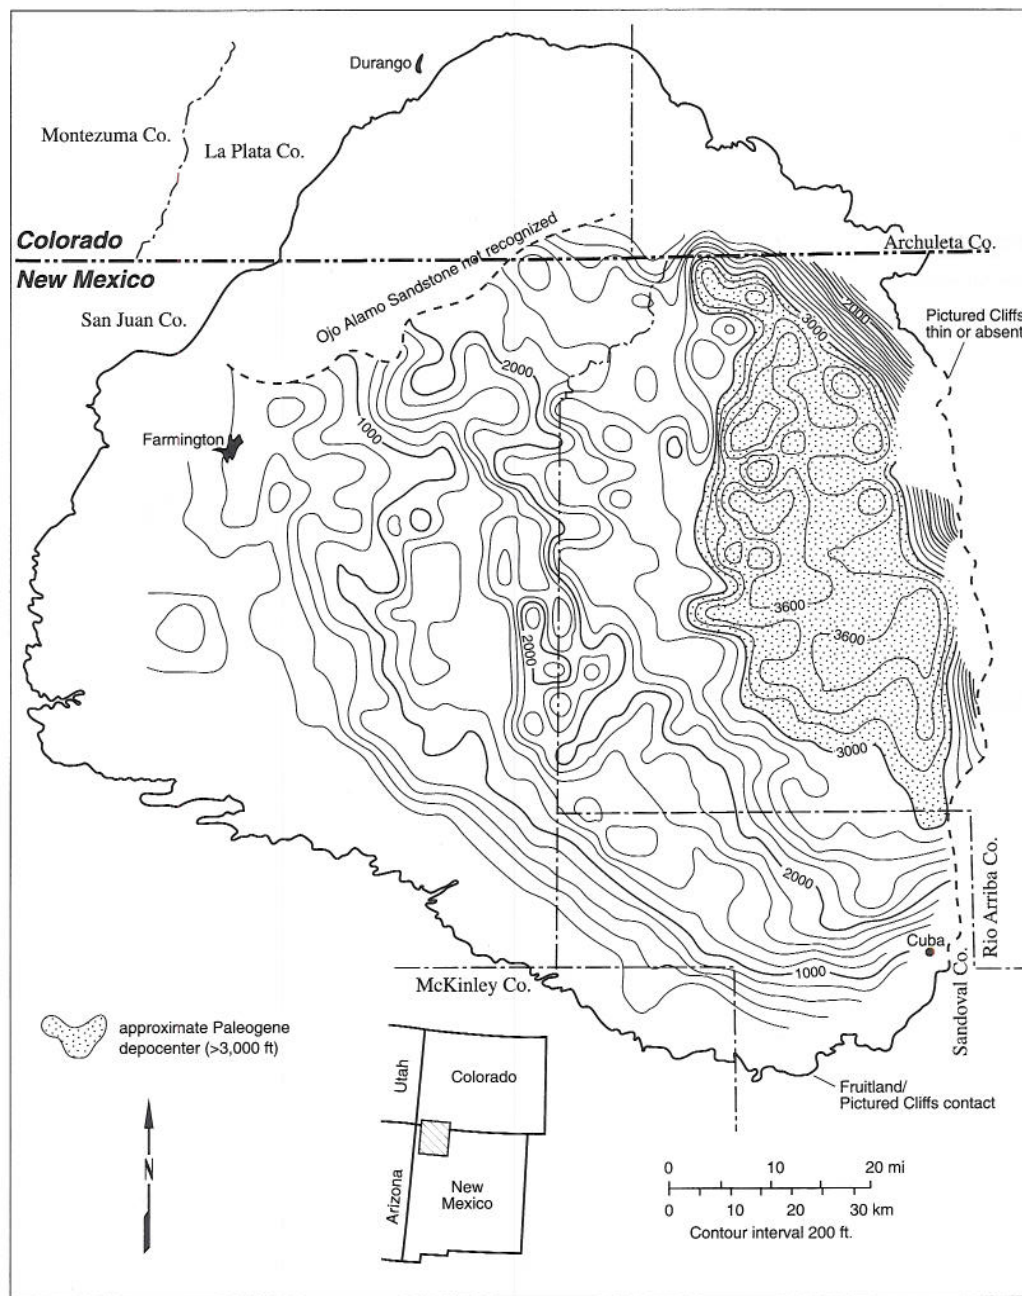 Durango
Montezuma Co.
La Plata Co.
Colorado
New Mexico
Archuleta Co.
San Juan Co.
Ojo Alamo Sandstone not recognized
Pictured Cliffs
thin or absent
2000
3000
2000
1000
Farmington
3600
3600
2000
3000
2000
1000
Cuba
Rio Arriba Co.
Sandoval Co.
McKinley Co.
approximate Paleogene
depocenter (>3,000 ft)
Fruitland/
Pictured Cliffs contact
Utah
Colorado
Arizona
New
Mexico
N
0 10 20 mi
0 10 20 30 km
Contour interval 200 ft.